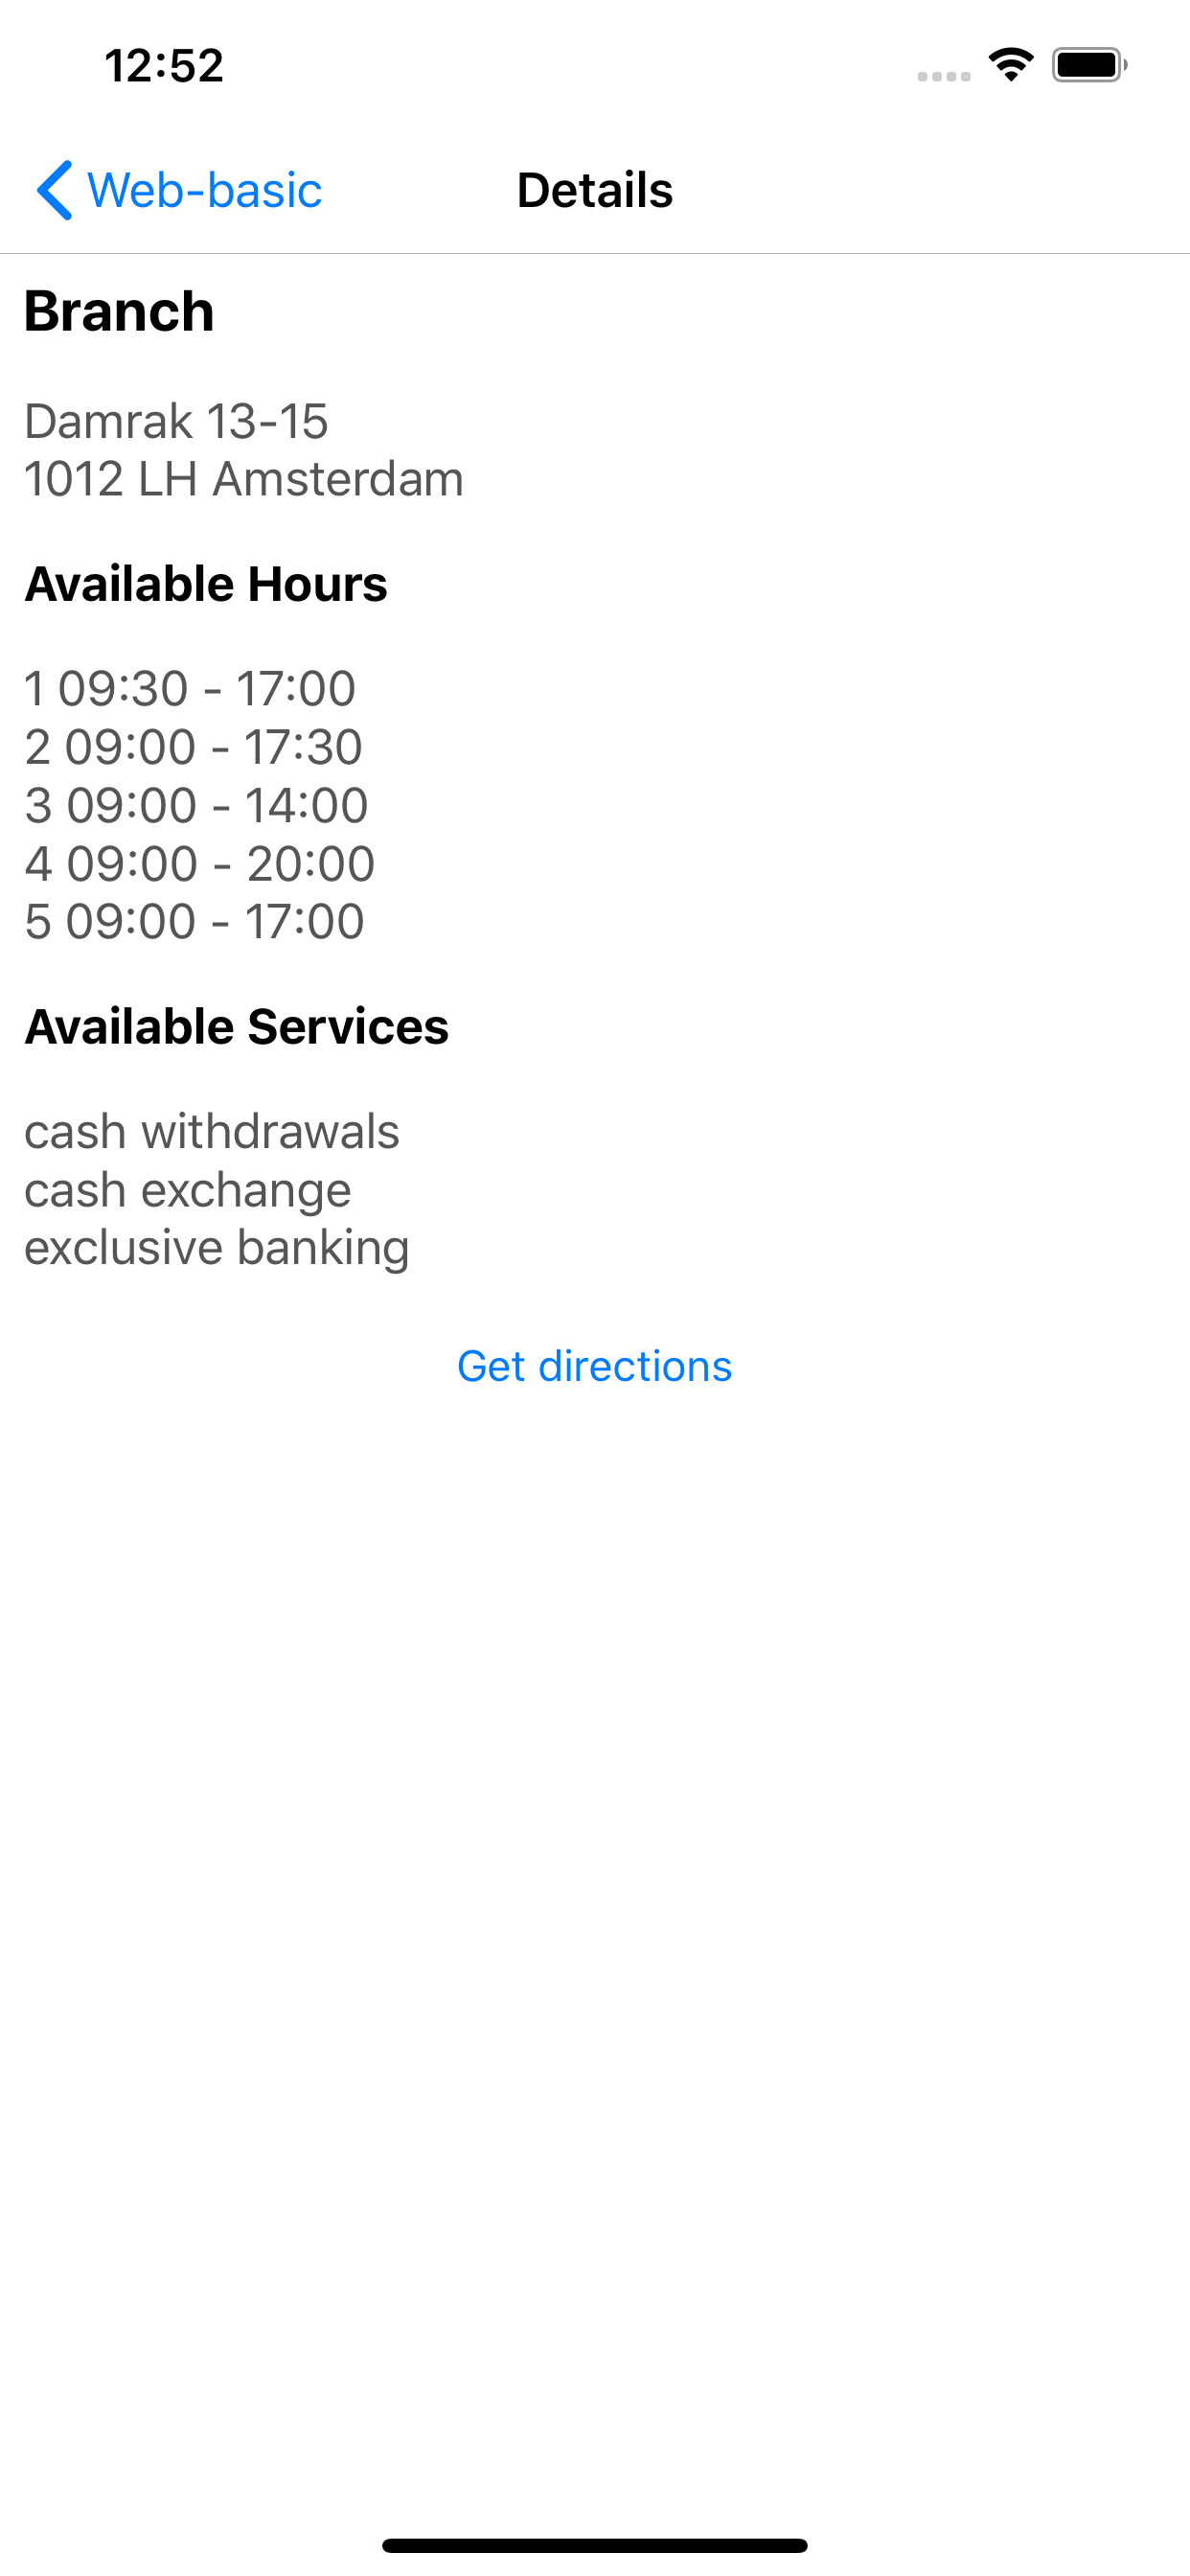 12:52
Web-basic
Details
Branch
Damrak 13-15
1012 LH Amsterdam
Available Hours
1 09:30 - 17:00
2 09:00 - 17:30
3 09:00 - 14:00
4 09:00 - 20:00
5 09:00 - 17:00
Available Services
cash withdrawals
cash exchange
exclusive banking
Get directions